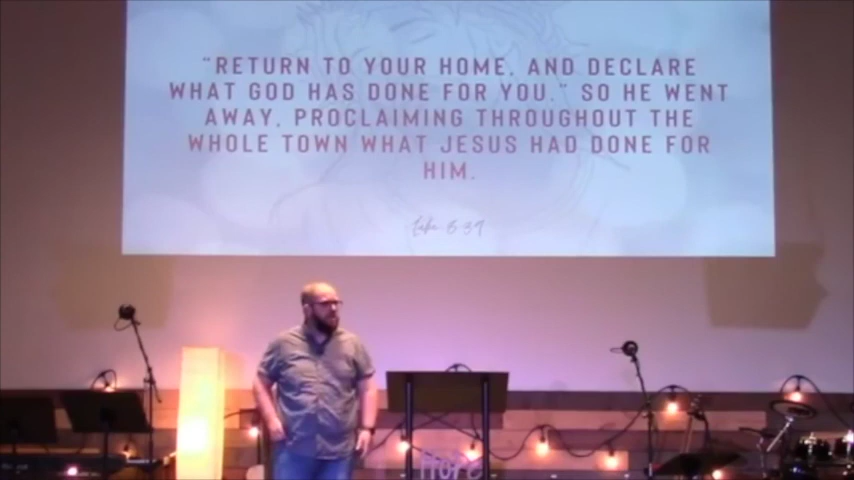 "RETURN TO YOUR HOME, AND DECLARE
WHAT GOD HAS DONE FOR YOU." SO HE WENT
AWAY, PROCLAIMING THROUGHOUT THE
WHOLE TOWN WHAT JESUS HAD DONE FOR
HIM.
Luke 8:39
Hope